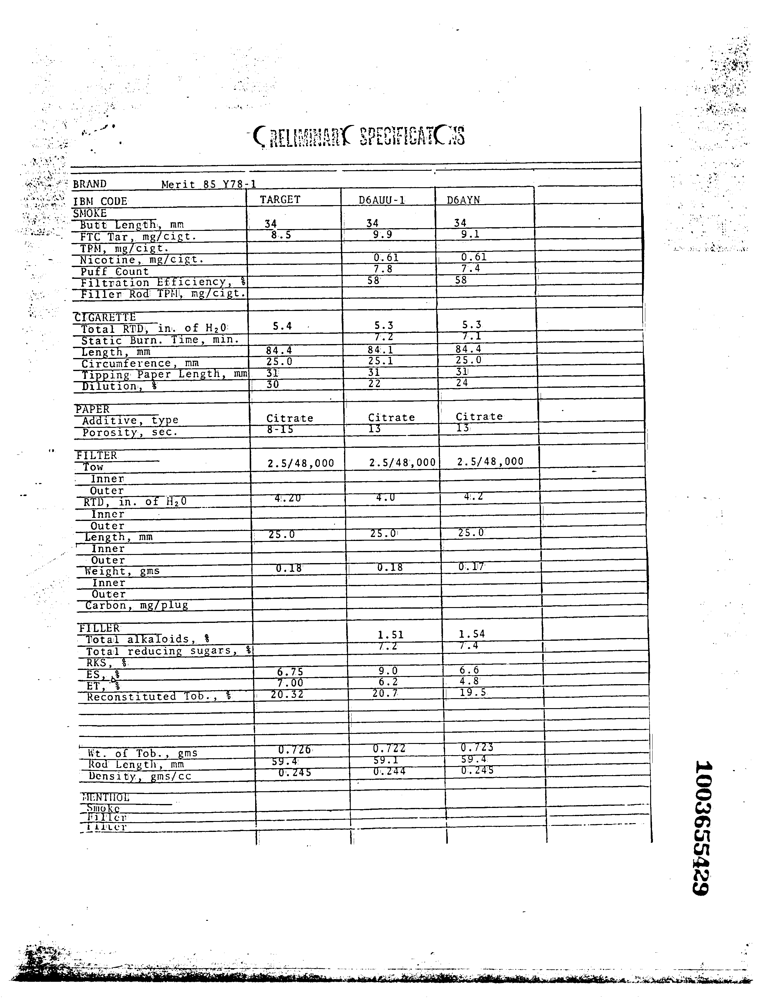 PRELIMINARY SPECIFICATIONS
BRAND Merit 85 Y78-1
IBM CODE TARGET D6AUU-1 D6AYN
SMOKE
Butt Length, mm 34 34 34
FTC Tar, mg/cigt. 8.5 9.9 9.1
TPM, mg/cigt.
Nicotine, mg/cigt. 0.61 0.61
Puff Count 7.8 7.4
Filtration Efficiency, % 58 58
Filler Rod TPM, mg/cigt.
CIGARETTE
Total RTD, in. of H₂O 5.4 5.3 5.3
Static Burn. Time, min. 7.2 7.1
Length, mm 84.4 84.1 84.4
Circumference, mm 25.0 25.1 25.0
Tipping Paper Length, mm 31 31 31
Dilution, % 30 22 24
PAPER
Additive, type Citrate Citrate Citrate
Porosity, sec. 8-15 13 13
FILTER
Tow 2.5/48,000 2.5/48,000 2.5/48,000
Inner
Outer
RTD, in. of H₂O 4.20 4.0 4.2
Inner
Outer
Length, mm 25.0 25.0 25.0
Inner
Outer
Weight, gms 0.18 0.18 0.17
Inner
Outer
Carbon, mg/plug
FILLER
Total alkaloids, % 1.51 1.54
Total reducing sugars, % 7.2 7.4
RKS, %
ES, % 6.75 9.0 6.6
ET, % 7.00 6.2 4.8
Reconstituted Tob., % 20.32 20.7 19.5
Wt. of Tob., gms 0.726 0.722 0.723
Rod Length, mm 59.4 59.1 59.4
Density, gms/cc 0.245 0.244 0.245
MENTHOL
Smoke
Filler
Filter
1003655429